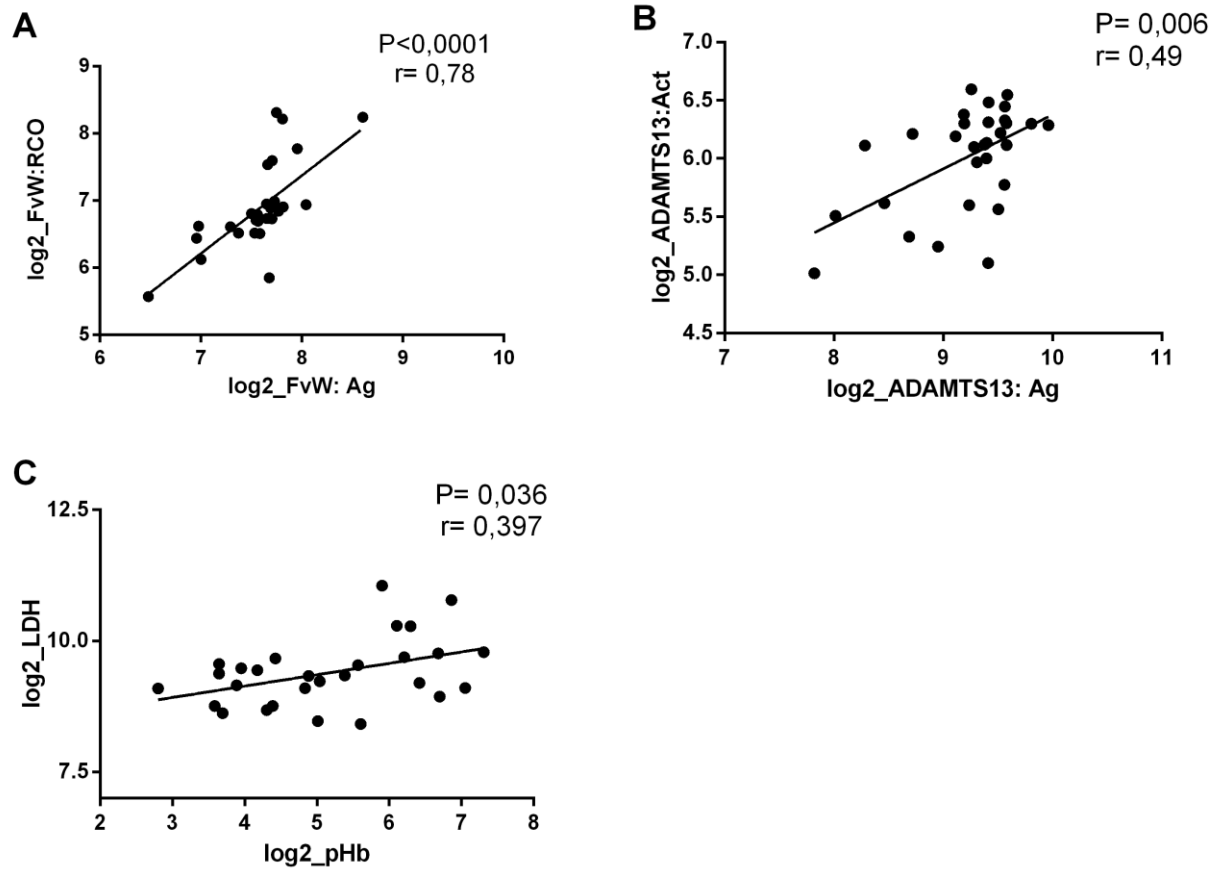 A
P<0,0001
r= 0,78
9
8
7
6
5
log2_FvW:RCO
6 7 8 9 10
log2_FvW: Ag
B
P= 0,006
r= 0,49
7.0
6.5
6.0
5.5
5.0
4.5
log2_ADAMTS13:Act
7 8 9 10 11
log2_ADAMTS13: Ag
C
P= 0,036
r= 0,397
12.5
10.0
7.5
log2_LDH
2 3 4 5 6 7 8
log2_pHb